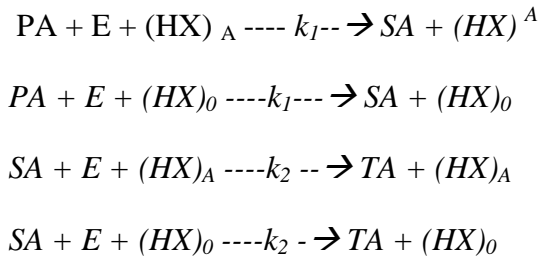 PA + E + (HX) A ---- k1-- → SA + (HX) A
PA + E + (HX)0 ----k1--- → SA + (HX)0
SA + E + (HX)A ----k2 -- → TA + (HX)A
SA + E + (HX)0 ----k2 - → TA + (HX)0